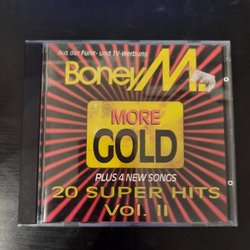 Aus der Funk- und TV-Werbung
Boney M.
MORE
GOLD
PLUS 4 NEW SONGS
20 SUPER HITS
Vol. II